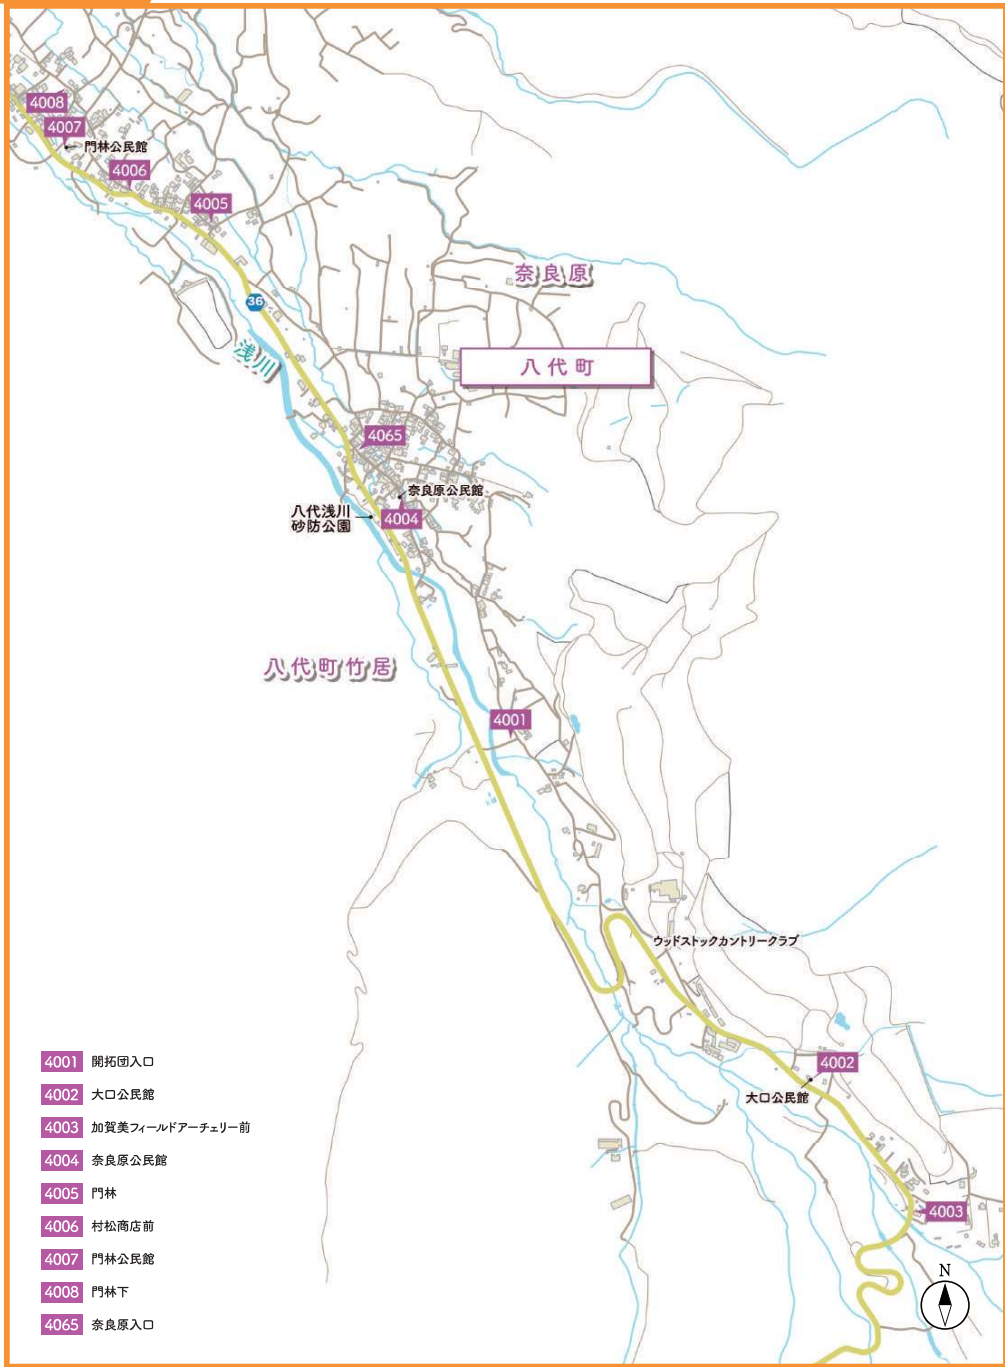 4008
4007
門林公民館
4006
4005
奈良原
36
浅川
八代町
4065
奈良原公民館
八代浅川
砂防公園
4004
八代町竹居
4001
ウッドストックカントリークラブ
4002
大口公民館
4003
4001 開拓団入口
4002 大口公民館
4003 加賀美フィールドアーチェリー前
4004 奈良原公民館
4005 門林
4006 村松商店前
4007 門林公民館
4008 門林下
4065 奈良原入口
N